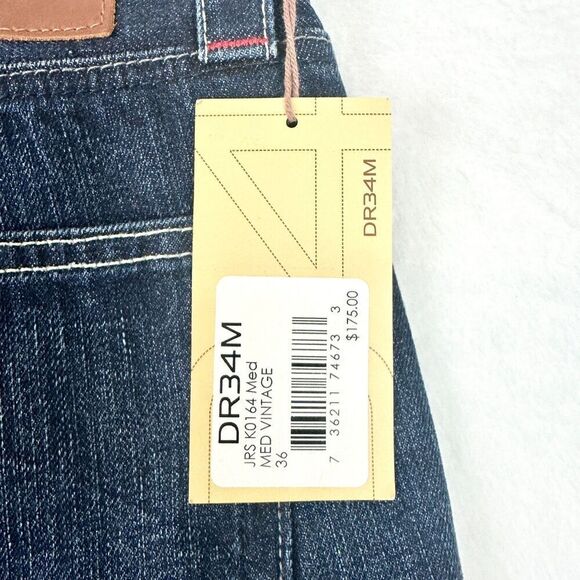 DR34M
DR34M
JRS K0164 Med
MED VINTAGE
36
7 36211 74673 3
$175.00